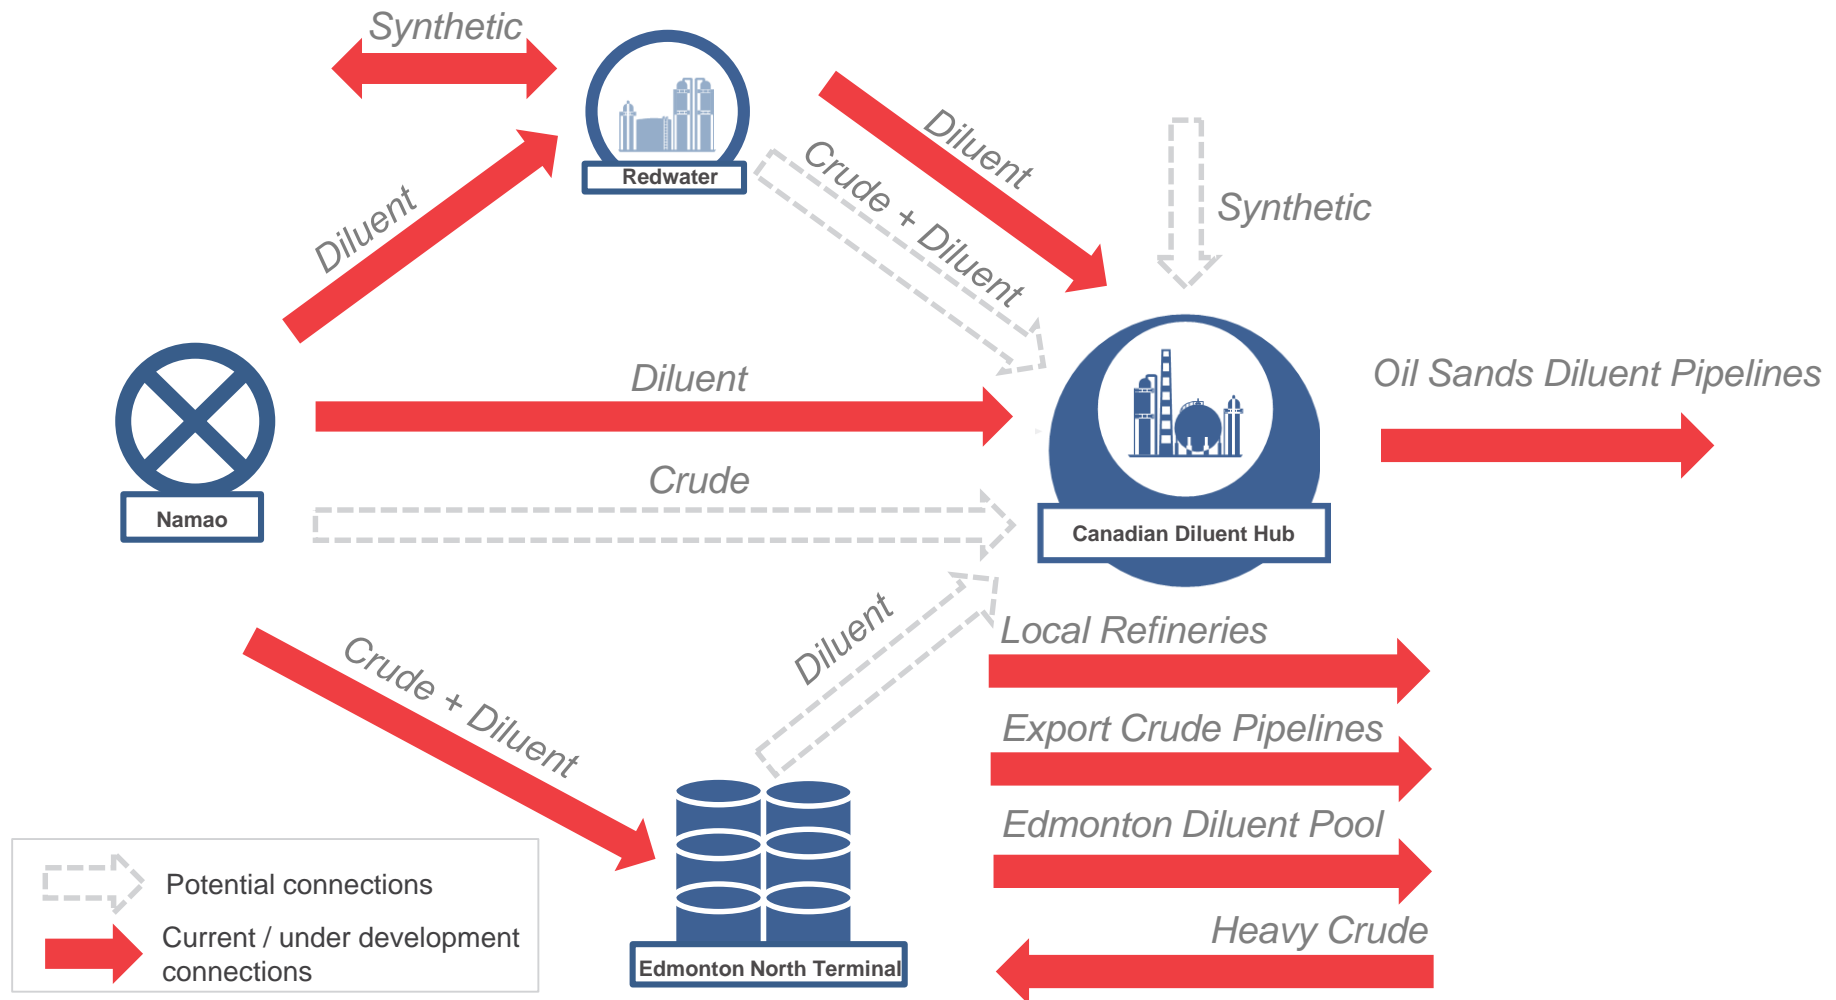 Synthetic
Redwater
Diluent
Diluent
Crude + Diluent
Synthetic
Diluent
Oil Sands Diluent Pipelines
Namao
Crude
Canadian Diluent Hub
Diluent
Crude + Diluent
Local Refineries
Export Crude Pipelines
Edmonton Diluent Pool
Heavy Crude
Edmonton North Terminal
Potential connections
Current / under development
connections